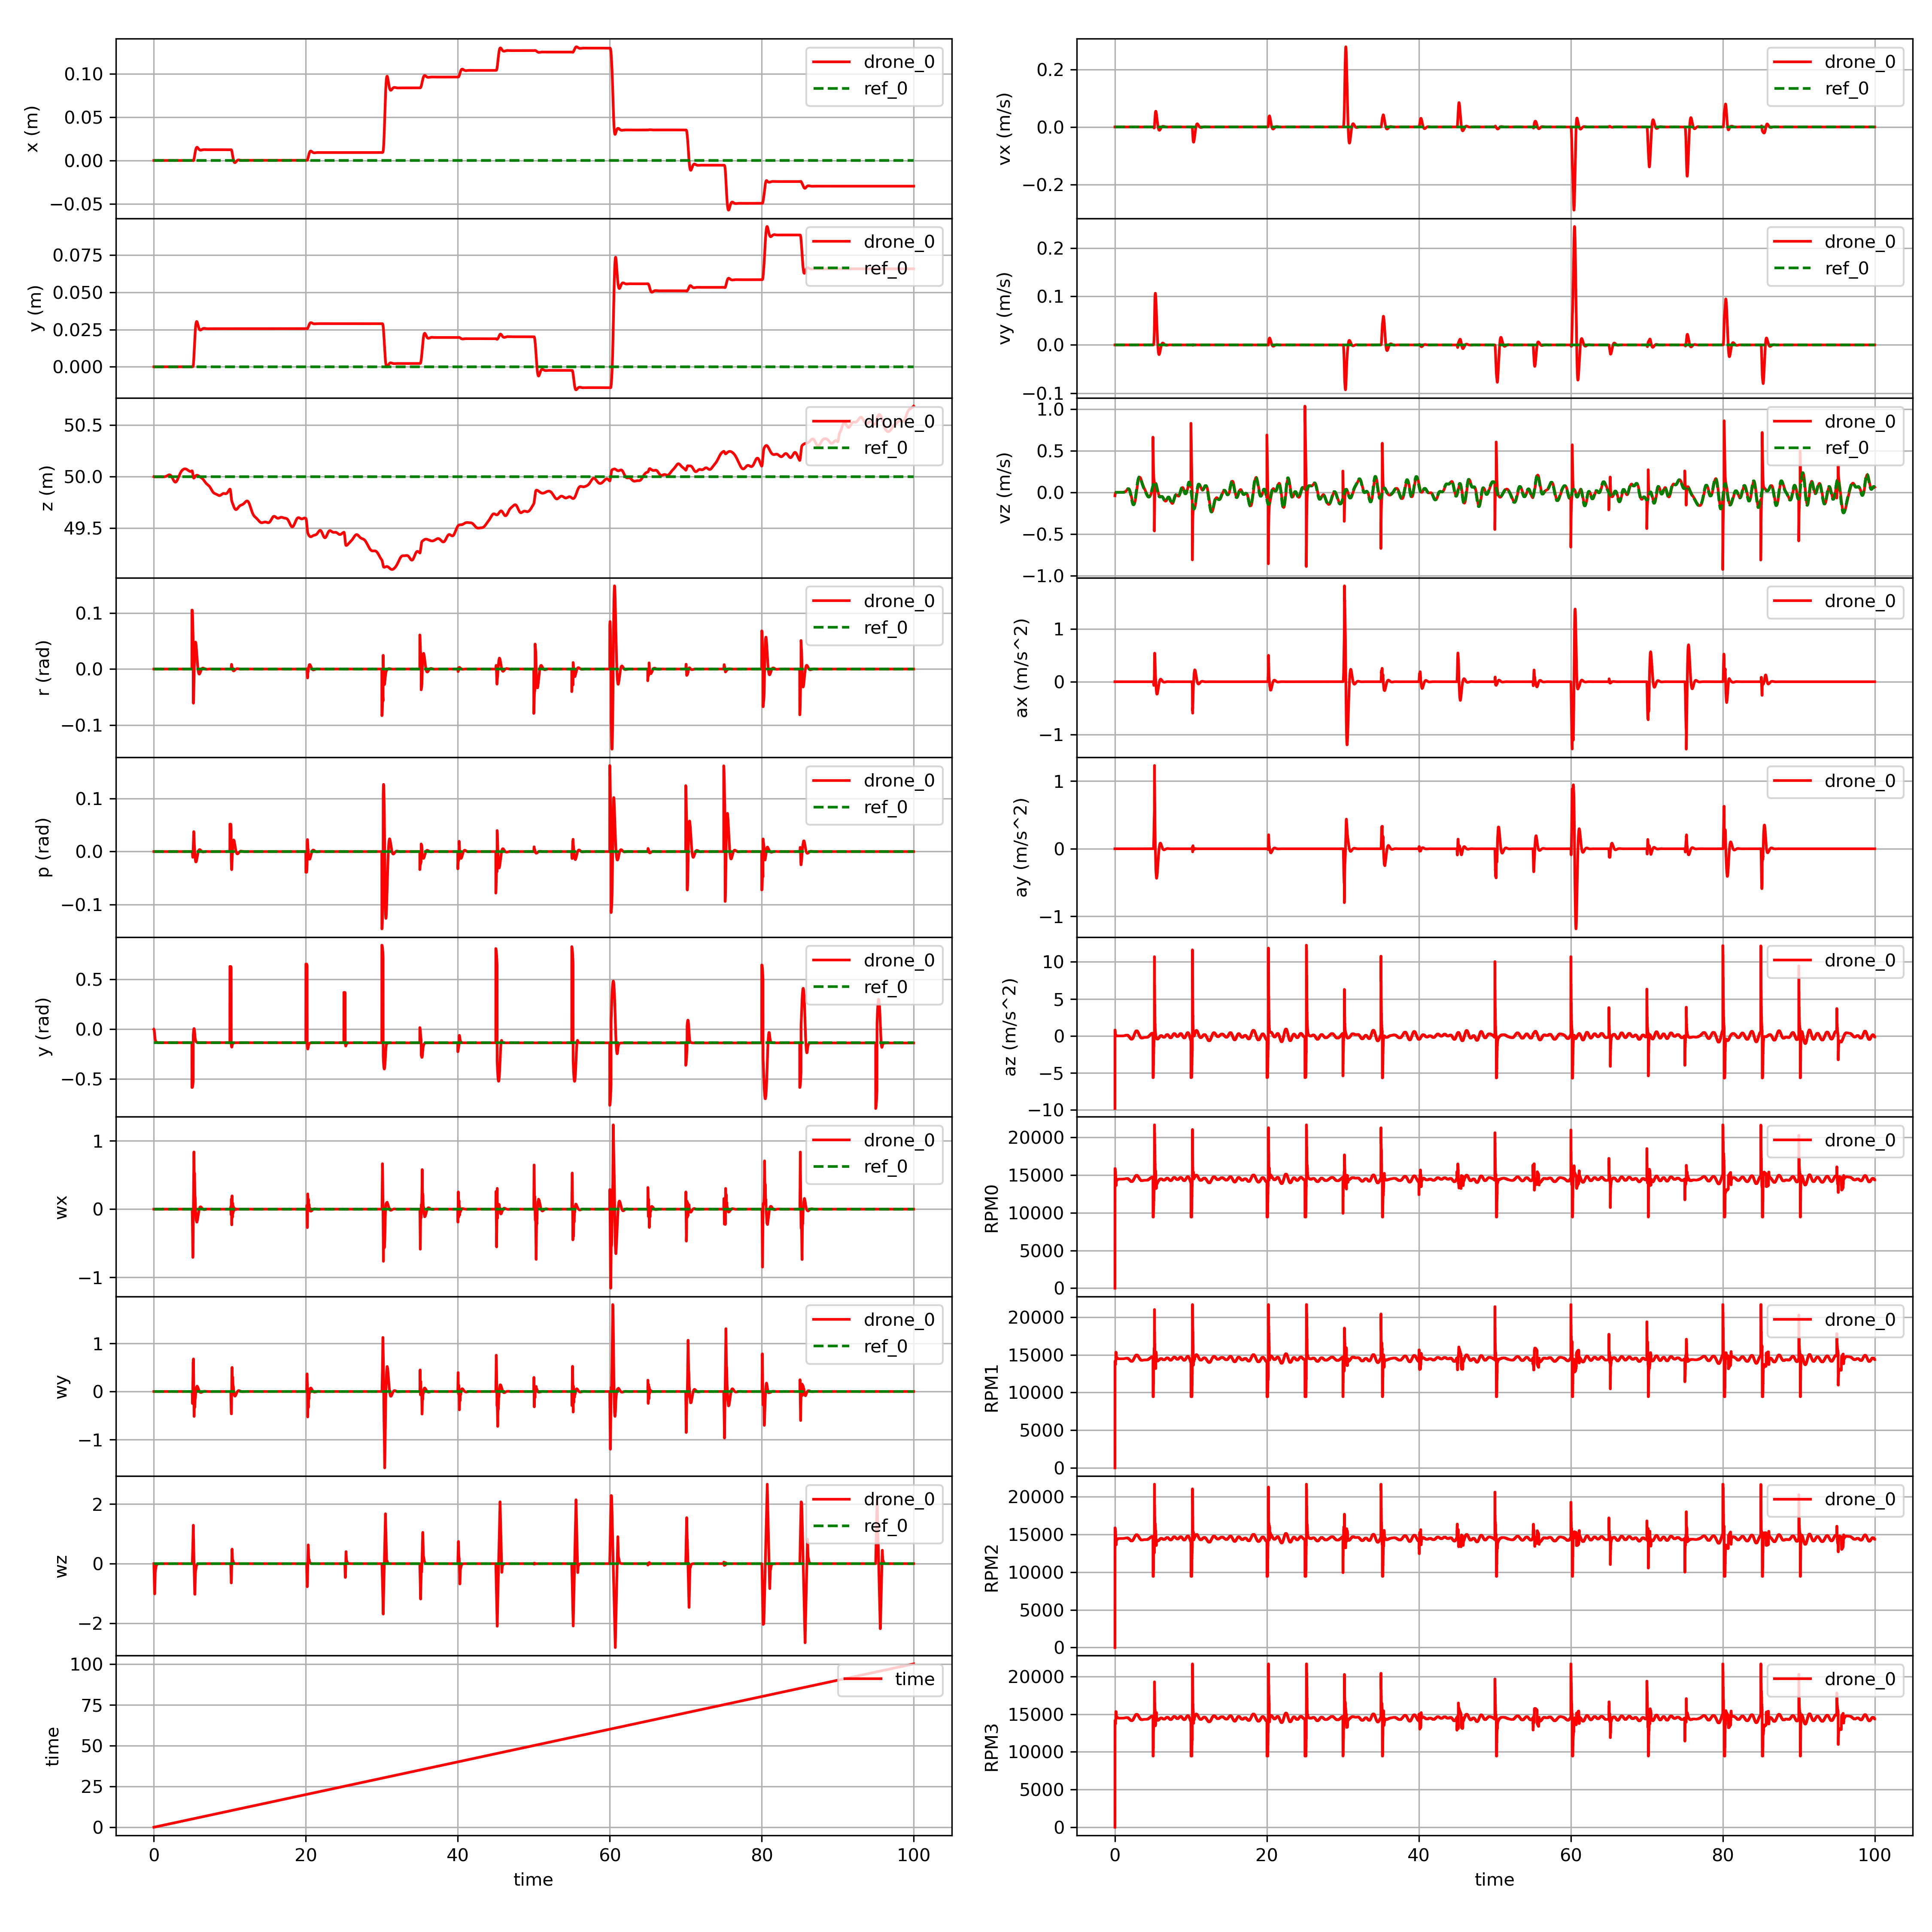 x (m)
0.10
0.05
0.00
−0.05
drone_0
ref_0
y (m)
0.075
0.050
0.025
0.000
drone_0
ref_0
z (m)
50.5
50.0
49.5
drone_0
ref_0
r (rad)
0.1
0.0
−0.1
drone_0
ref_0
p (rad)
0.1
0.0
−0.1
drone_0
ref_0
y (rad)
0.5
0.0
−0.5
drone_0
ref_0
wx
1
0
−1
drone_0
ref_0
wy
1
0
−1
drone_0
ref_0
wz
2
0
−2
drone_0
ref_0
time
100
75
50
25
0
time
0 20 40 60 80 100
time
vx (m/s)
0.2
0.0
−0.2
drone_0
ref_0
vy (m/s)
0.2
0.1
0.0
−0.1
drone_0
ref_0
vz (m/s)
1.0
0.5
0.0
−0.5
−1.0
drone_0
ref_0
ax (m/s^2)
1
0
−1
drone_0
ay (m/s^2)
1
0
−1
drone_0
az (m/s^2)
10
5
0
−5
−10
drone_0
RPM0
20000
15000
10000
5000
0
drone_0
RPM1
20000
15000
10000
5000
0
drone_0
RPM2
20000
15000
10000
5000
0
drone_0
RPM3
20000
15000
10000
5000
0
drone_0
0 20 40 60 80 100
time